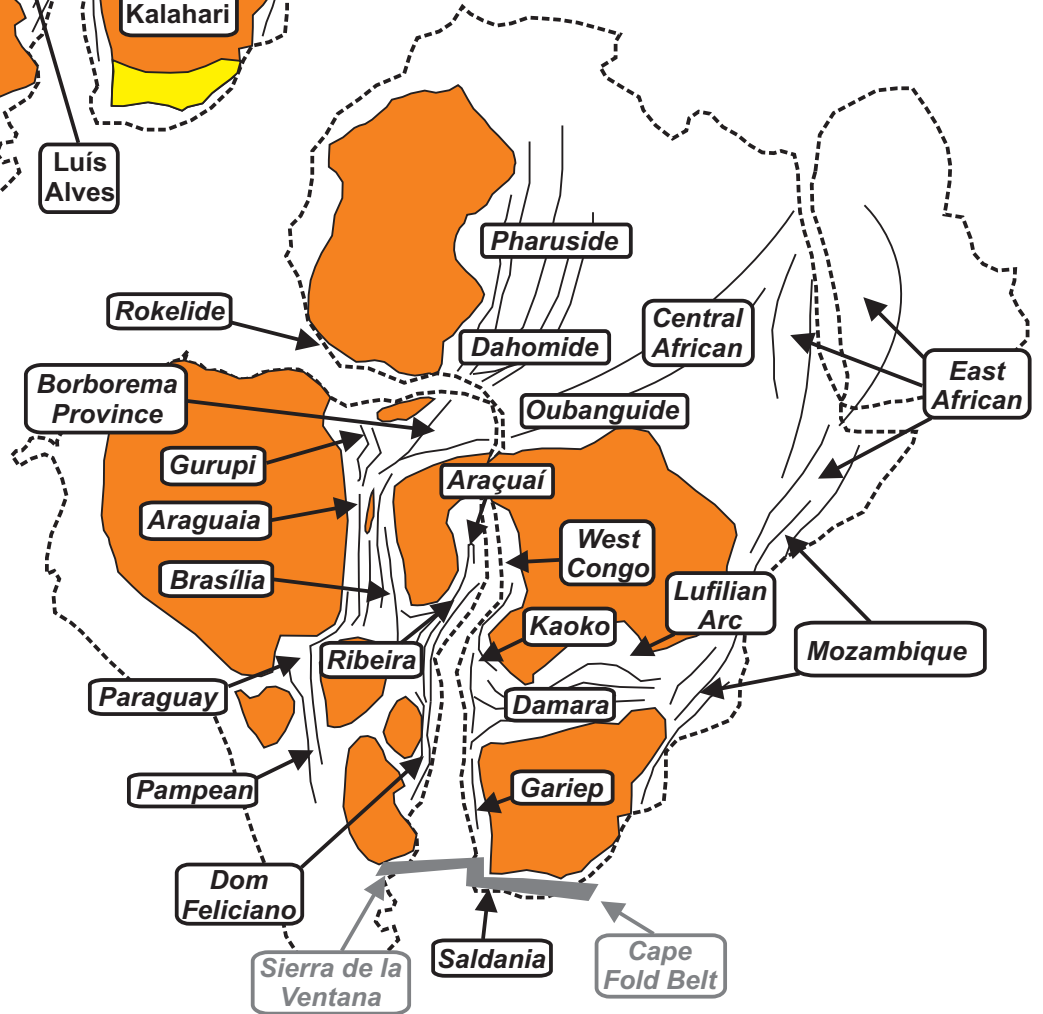 Kalahari
Luís
Alves
Pharuside
Rokelide
Central
African
Dahomide
East
African
Borborema
Province
Oubanguide
Gurupi
Araçuaí
Araguaia
West
Congo
Brasília
Lufilian
Arc
Kaoko
Ribeira
Mozambique
Paraguay
Damara
Pampean
Gariep
Dom
Feliciano
Saldania
Sierra de la
Ventana
Cape
Fold Belt